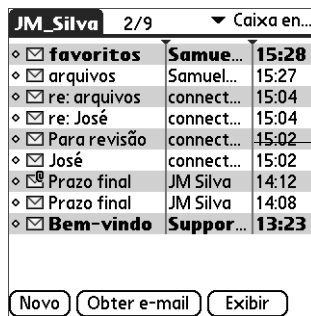 JM_Silva 2/9 Caixa en...
favoritos Samue... 15:28
arquivos Samuel... 15:27
re: arquivos connect... 15:04
re: José connect... 15:04
Para revisão connect... 15:02
José connect... 15:02
Prazo final JM Silva 14:12
Prazo final JM Silva 14:08
Bem-vindo Suppor... 13:23
Novo Obter e-mail Exibir